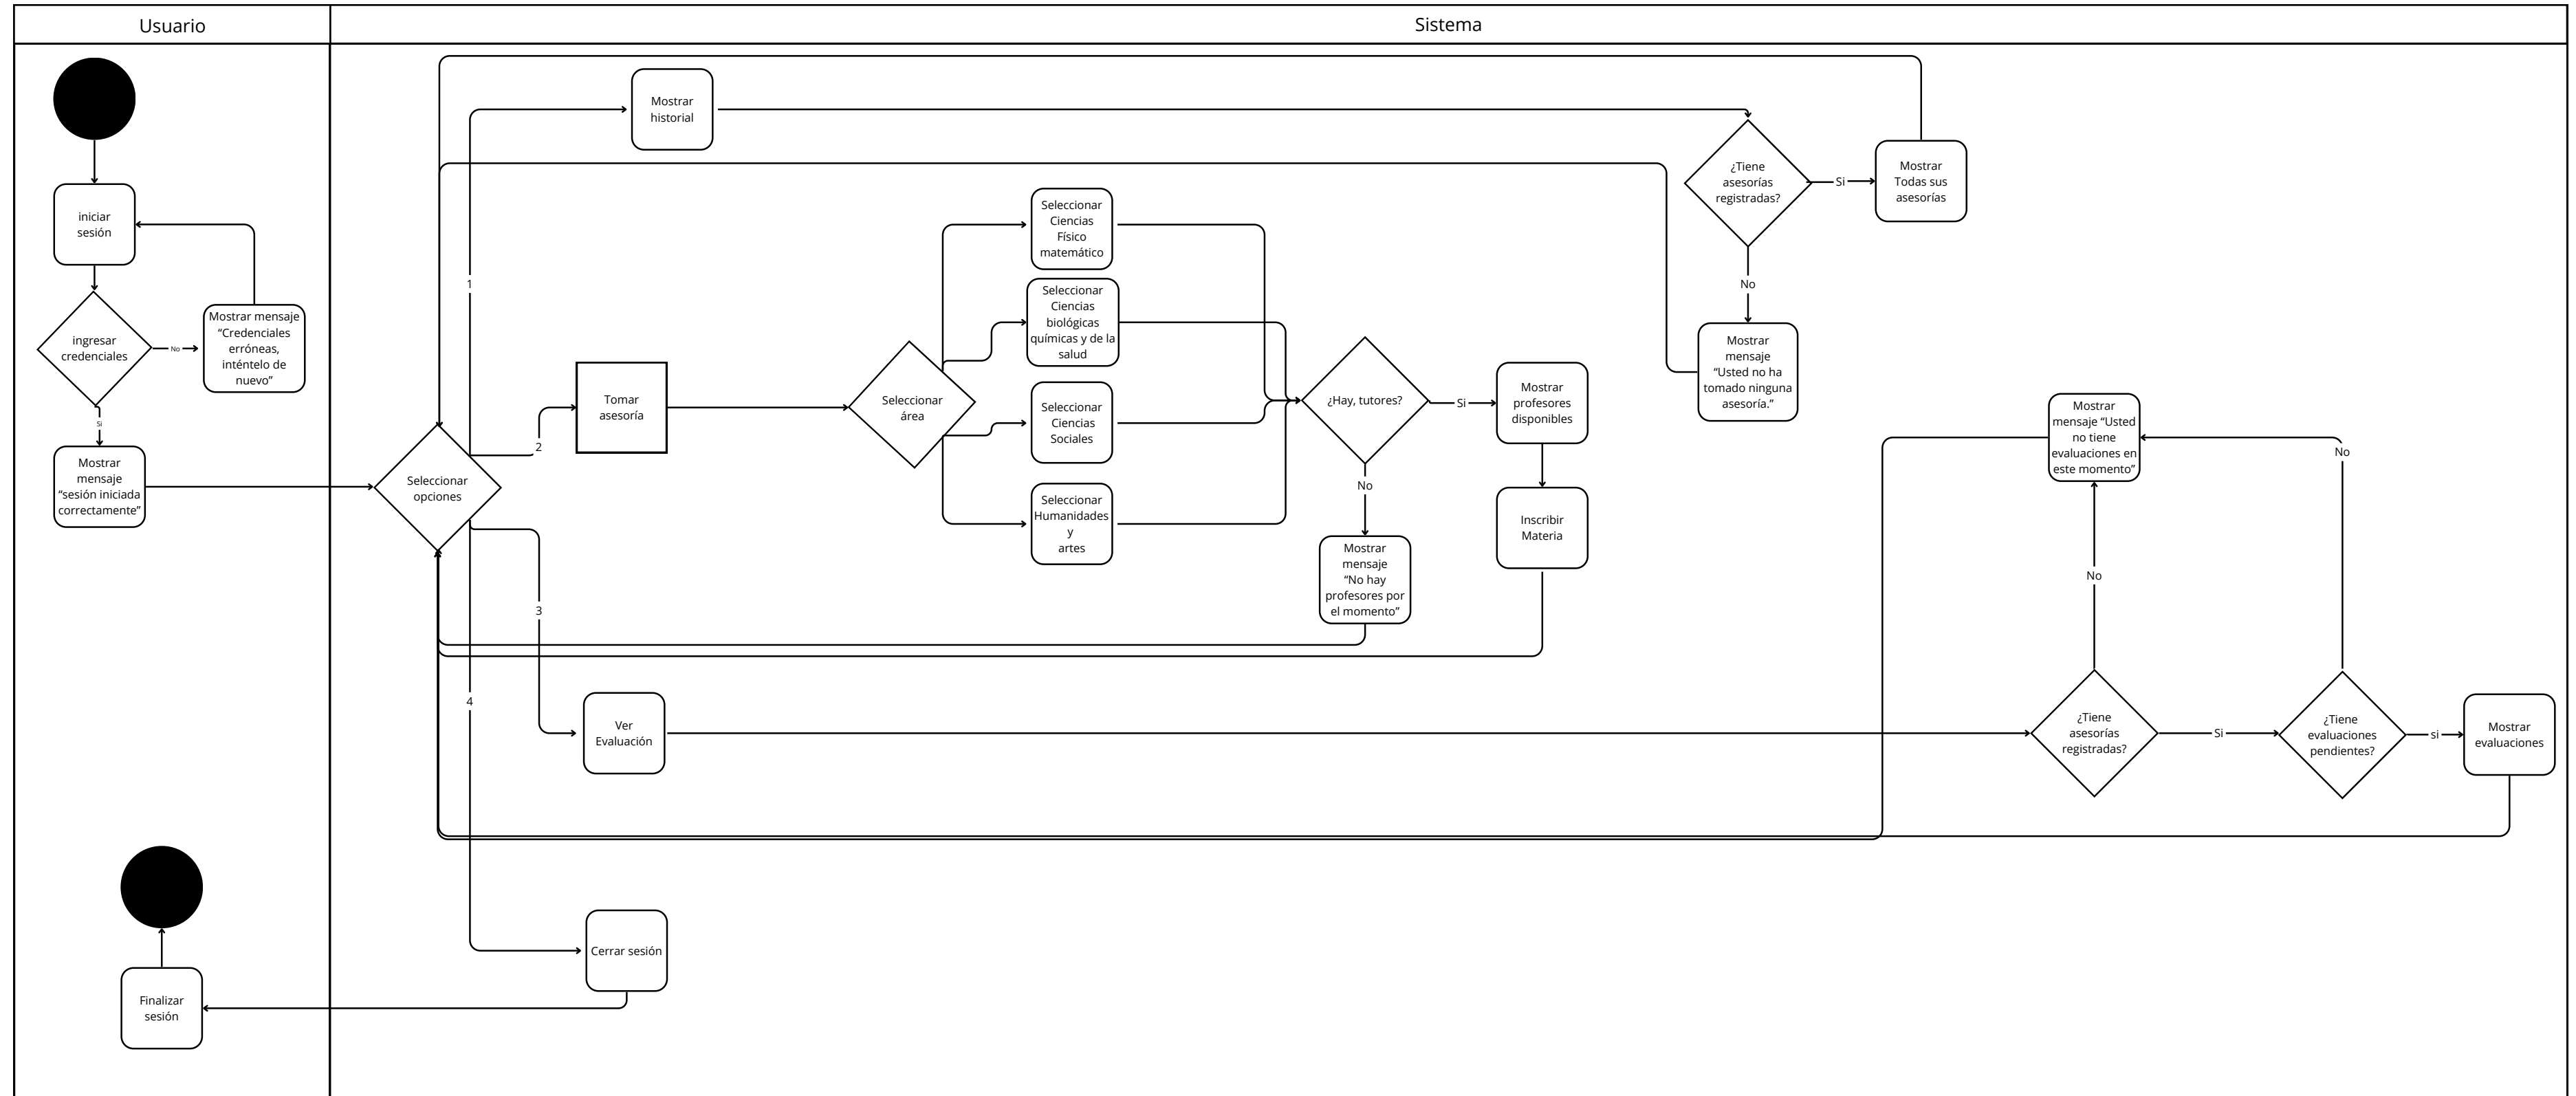 Usuario
Sistema
iniciar
sesión
ingresar
credenciales
No
Mostrar mensaje
“Credenciales
erróneas,
inténtelo de
nuevo”
Si
Mostrar
mensaje
“sesión iniciada
correctamente”
Seleccionar
opciones
1
Mostrar
historial
¿Tiene
asesorías
registradas?
Si
Mostrar
Todas sus
asesorías
No
Mostrar
mensaje
“Usted no ha
tomado ninguna
asesoría.”
2
Tomar
asesoría
Seleccionar
área
Seleccionar
Ciencias
Físico
matemático
Seleccionar
Ciencias
biológicas
químicas y de la
salud
Seleccionar
Ciencias
Sociales
Seleccionar
Humanidades
y
artes
¿Hay, tutores?
Si
Mostrar
profesores
disponibles
Inscribir
Materia
No
Mostrar
mensaje
“No hay
profesores por
el momento”
3
Ver
Evaluación
¿Tiene
asesorías
registradas?
No
Mostrar
mensaje “Usted
no tiene
evaluaciones en
este momento”
Si
¿Tiene
evaluaciones
pendientes?
No
si
Mostrar
evaluaciones
4
Cerrar sesión
Finalizar
sesión